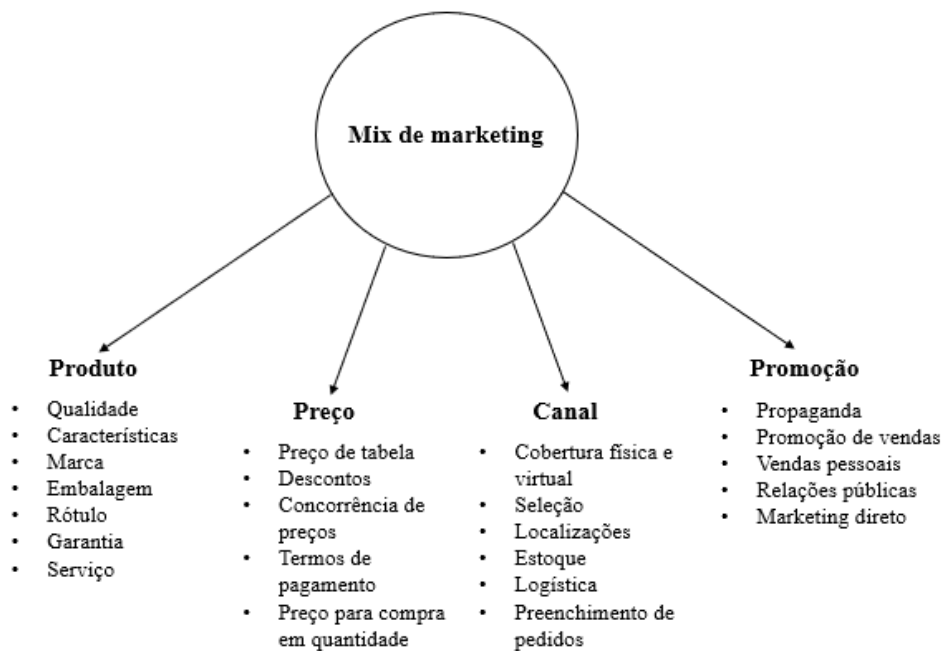 Mix de marketing
Produto
• Qualidade
• Características
• Marca
• Embalagem
• Rótulo
• Garantia
• Serviço
Preço
• Preço de tabela
• Descontos
• Concorrência de
preços
• Termos de
pagamento
• Preço para compra
em quantidade
Canal
• Cobertura física e
virtual
• Seleção
• Localizações
• Estoque
• Logística
• Preenchimento de
pedidos
Promoção
• Propaganda
• Promoção de vendas
• Vendas pessoais
• Relações públicas
• Marketing direto